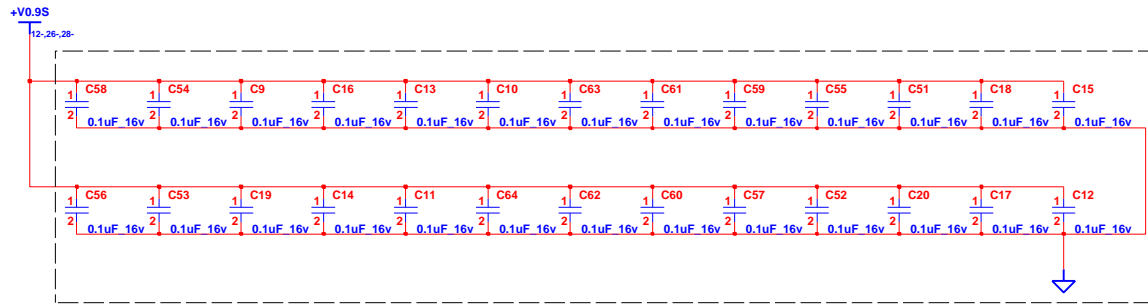 +V0.9S
12-,26-,28-
1 C58 1 C54 1 C9 1 C16 1 C13 1 C10 1 C63 1 C61 1 C59 1 C55 1 C51 1 C18 1 C15
2 0.1uF_16v 2 0.1uF_16v 2 0.1uF_16v 2 0.1uF_16v 2 0.1uF_16v 2 0.1uF_16v 2 0.1uF_16v 2 0.1uF_16v 2 0.1uF_16v 2 0.1uF_16v 2 0.1uF_16v 2 0.1uF_16v 2 0.1uF_16v
1 C56 1 C53 1 C19 1 C14 1 C11 1 C64 1 C62 1 C60 1 C57 1 C52 1 C20 1 C17 1 C12
2 0.1uF_16v 2 0.1uF_16v 2 0.1uF_16v 2 0.1uF_16v 2 0.1uF_16v 2 0.1uF_16v 2 0.1uF_16v 2 0.1uF_16v 2 0.1uF_16v 2 0.1uF_16v 2 0.1uF_16v 2 0.1uF_16v 2 0.1uF_16v